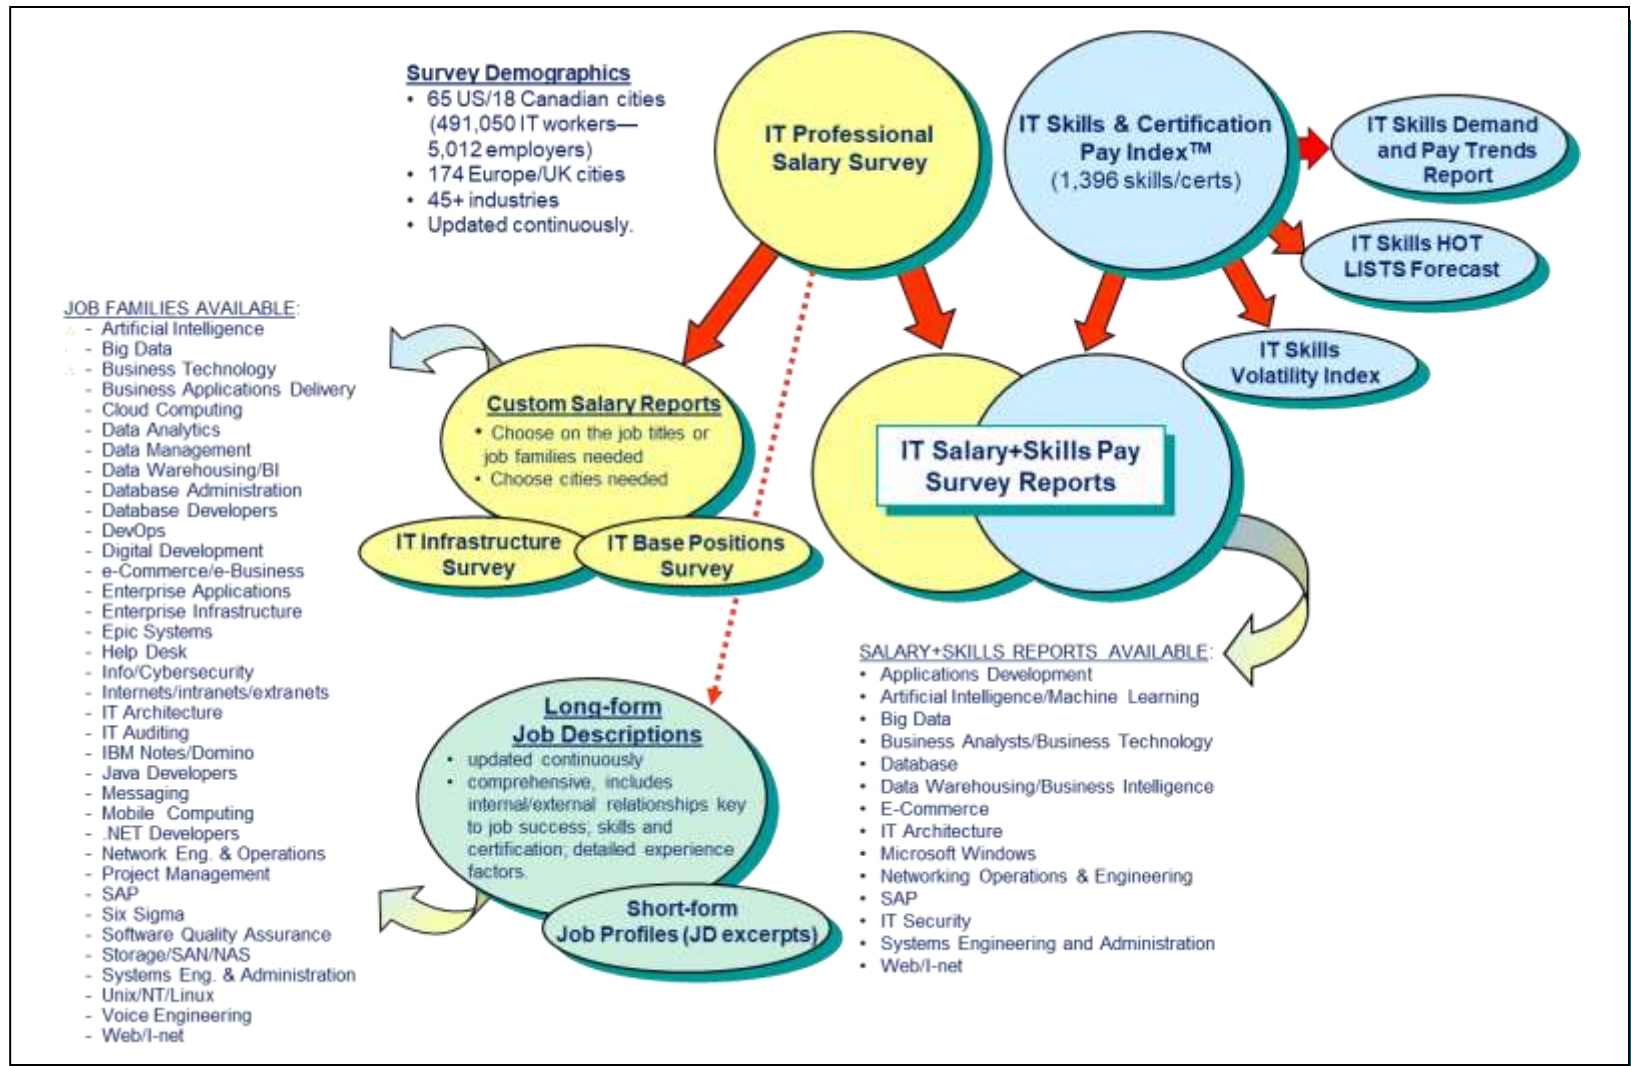 Survey Demographics
• 65 US/18 Canadian cities
(491,050 IT workers—
5,012 employers)
• 174 Europe/UK cities
• 45+ industries
• Updated continuously.
IT Professional
Salary Survey
IT Skills & Certification
Pay Index™
(1,396 skills/certs)
IT Skills Demand
and Pay Trends
Report
IT Skills HOT
LISTS Forecast
IT Skills
Volatility Index
JOB FAMILIES AVAILABLE:
- Artificial Intelligence
- Big Data
- Business Technology
- Business Applications Delivery
- Cloud Computing
- Data Analytics
- Data Management
- Data Warehousing/BI
- Database Administration
- Database Developers
- DevOps
- Digital Development
- e-Commerce/e-Business
- Enterprise Applications
- Enterprise Infrastructure
- Epic Systems
- Help Desk
- Info/Cybersecurity
- Internets/intranets/extranets
- IT Architecture
- IT Auditing
- IBM Notes/Domino
- Java Developers
- Messaging
- Mobile Computing
- .NET Developers
- Network Eng. & Operations
- Project Management
- SAP
- Six Sigma
- Software Quality Assurance
- Storage/SAN/NAS
- Systems Eng. & Administration
- Unix/NT/Linux
- Voice Engineering
- Web/I-net
Custom Salary Reports
• Choose on the job titles or
job families needed
• Choose cities needed
IT Infrastructure
Survey
IT Base Positions
Survey
IT Salary+Skills Pay
Survey Reports
Long-form
Job Descriptions
• updated continuously
• comprehensive, includes
internal/external relationships key
to job success; skills and
certification; detailed experience
factors.
Short-form
Job Profiles (JD excerpts)
SALARY+SKILLS REPORTS AVAILABLE:
• Applications Development
• Artificial Intelligence/Machine Learning
• Big Data
• Business Analysts/Business Technology
• Database
• Data Warehousing/Business Intelligence
• E-Commerce
• IT Architecture
• Microsoft Windows
• Networking Operations & Engineering
• SAP
• IT Security
• Systems Engineering and Administration
• Web/I-net